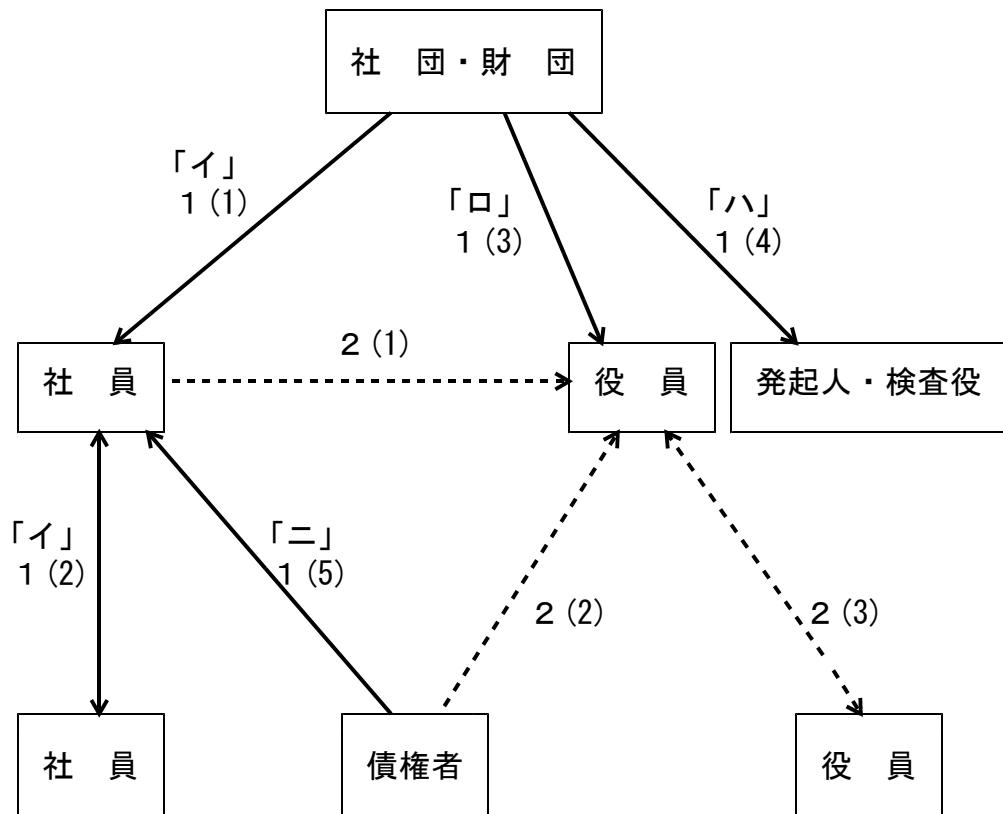 社　団・財　団
「イ」
１(1)
「ロ」
１(3)
「ハ」
１(4)
２(1)
社　員
役　員
発起人・検査役
「イ」
１(2)
「ニ」
１(5)
２(2)
２(3)
社　員
債権者
役　員